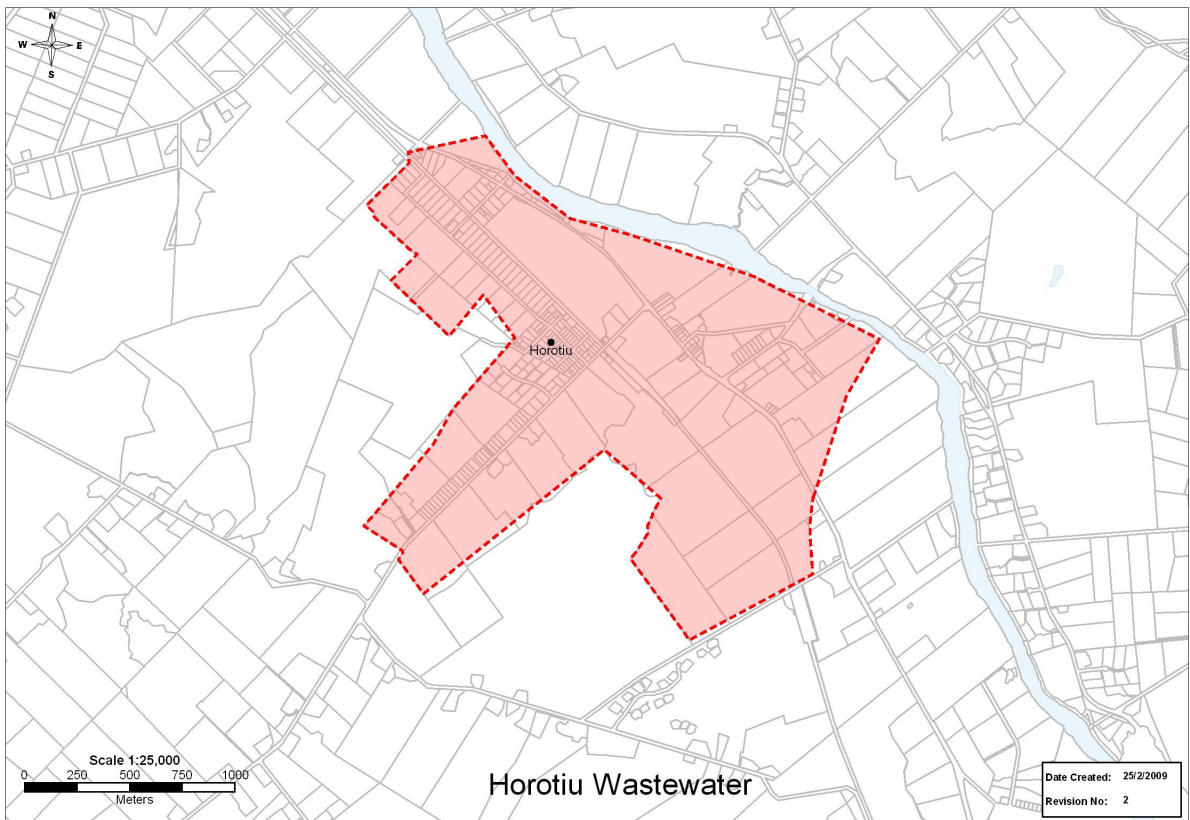 N
W E
S
Horotiu
Scale 1:25,000
0 250 500 750 1000
Meters
Horotiu Wastewater
Date Created: 25/2/2009
Revision No: 2